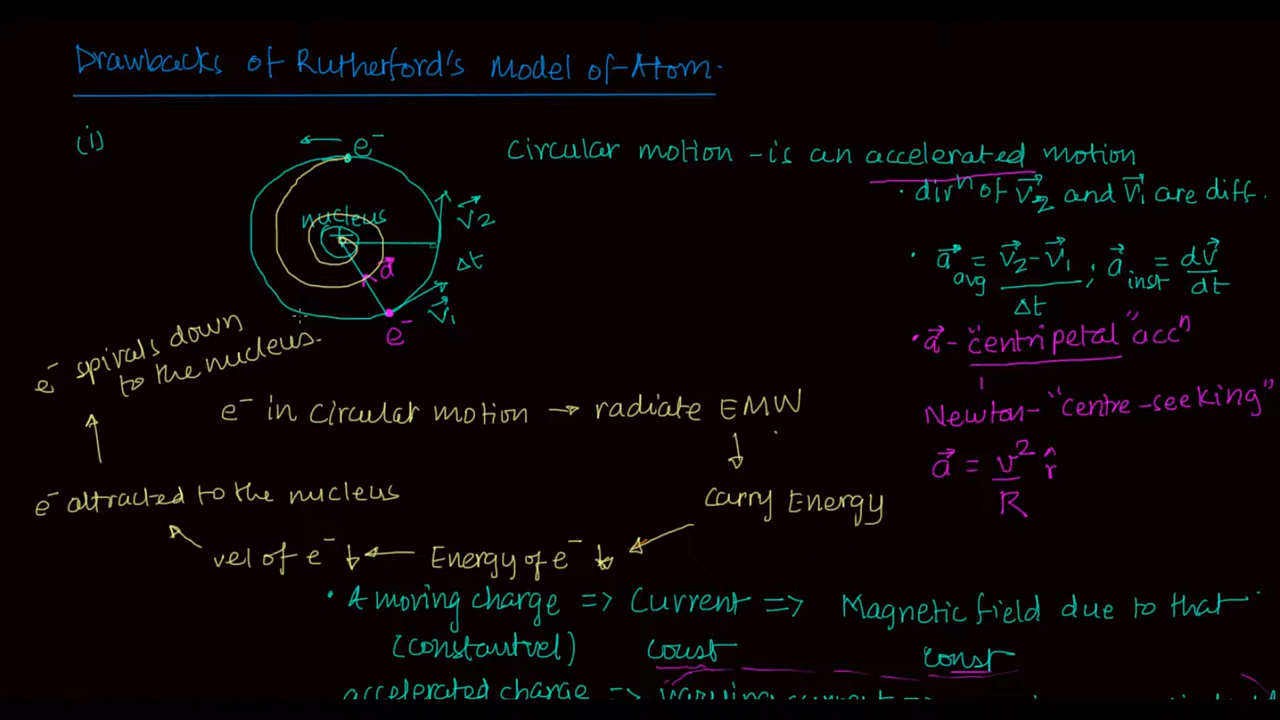 Drawbacks of Rutherford's Model of Atom.
(i)
e⁻
nucleus
+
v⃗2
Δt
a⃗
v⃗1
e⁻
circular motion - is an accelerated motion
· dirⁿ of v⃗2 and v⃗1 are diff.
· a⃗avg = (v⃗2 - v⃗1)/Δt ; a⃗inst = dv⃗/dt
· a⃗ - "centripetal" accⁿ
Newton - "centre-seeking"
a⃗ = v²/R r̂
e⁻ spirals down
to the nucleus.
e⁻ in circular motion → radiate EMW
↓
carry Energy
e⁻ attracted to the nucleus
vel of e⁻ ↓ ← Energy of e⁻ ↓
· A moving charge => Current => Magnetic field due to that
(constant vel) const const
accelerated charge → varying current →